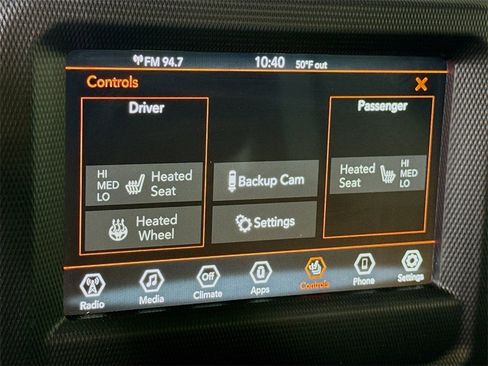 FM 94.7 10:40 50°F out
Controls
Driver
Passenger
HI
MED
LO
Heated
Seat
Backup Cam
Heated
Seat
HI
MED
LO
Heated
Wheel
Settings
Radio Media Climate Apps Controls Phone Settings
Off